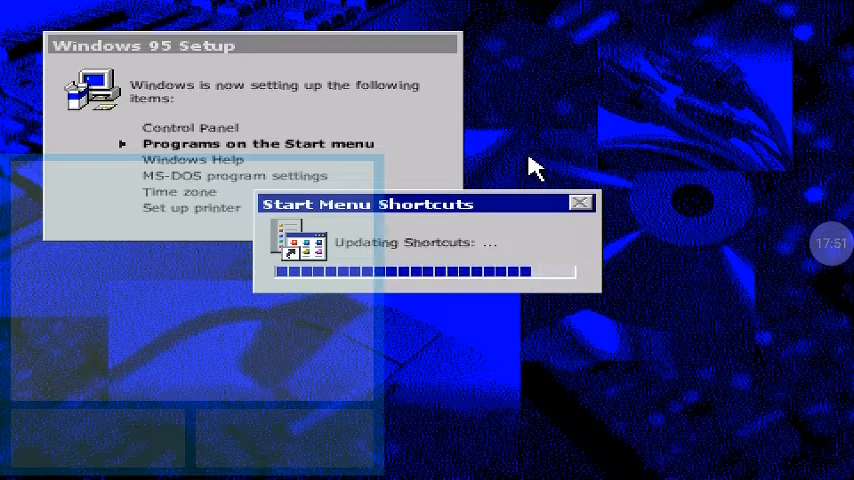 Windows 95 Setup
Windows is now setting up the following
items:
Control Panel
Programs on the Start menu
Windows Help
MS-DOS program settings
Time zone
Set up printer
Start Menu Shortcuts
Updating Shortcuts: ...
17:51